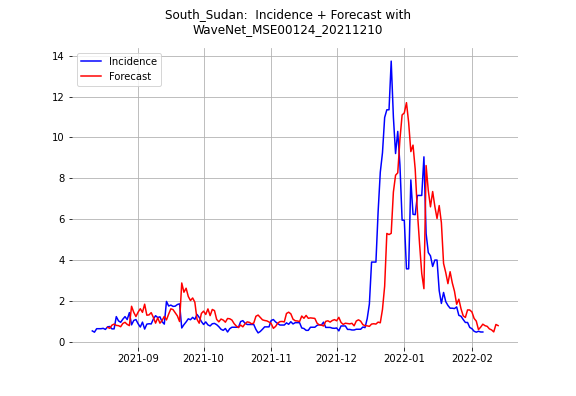 South_Sudan:  Incidence + Forecast with
WaveNet_MSE00124_20211210
Incidence
Forecast
14
12
10
8
6
4
2
0
2021-09 2021-10 2021-11 2021-12 2022-01 2022-02